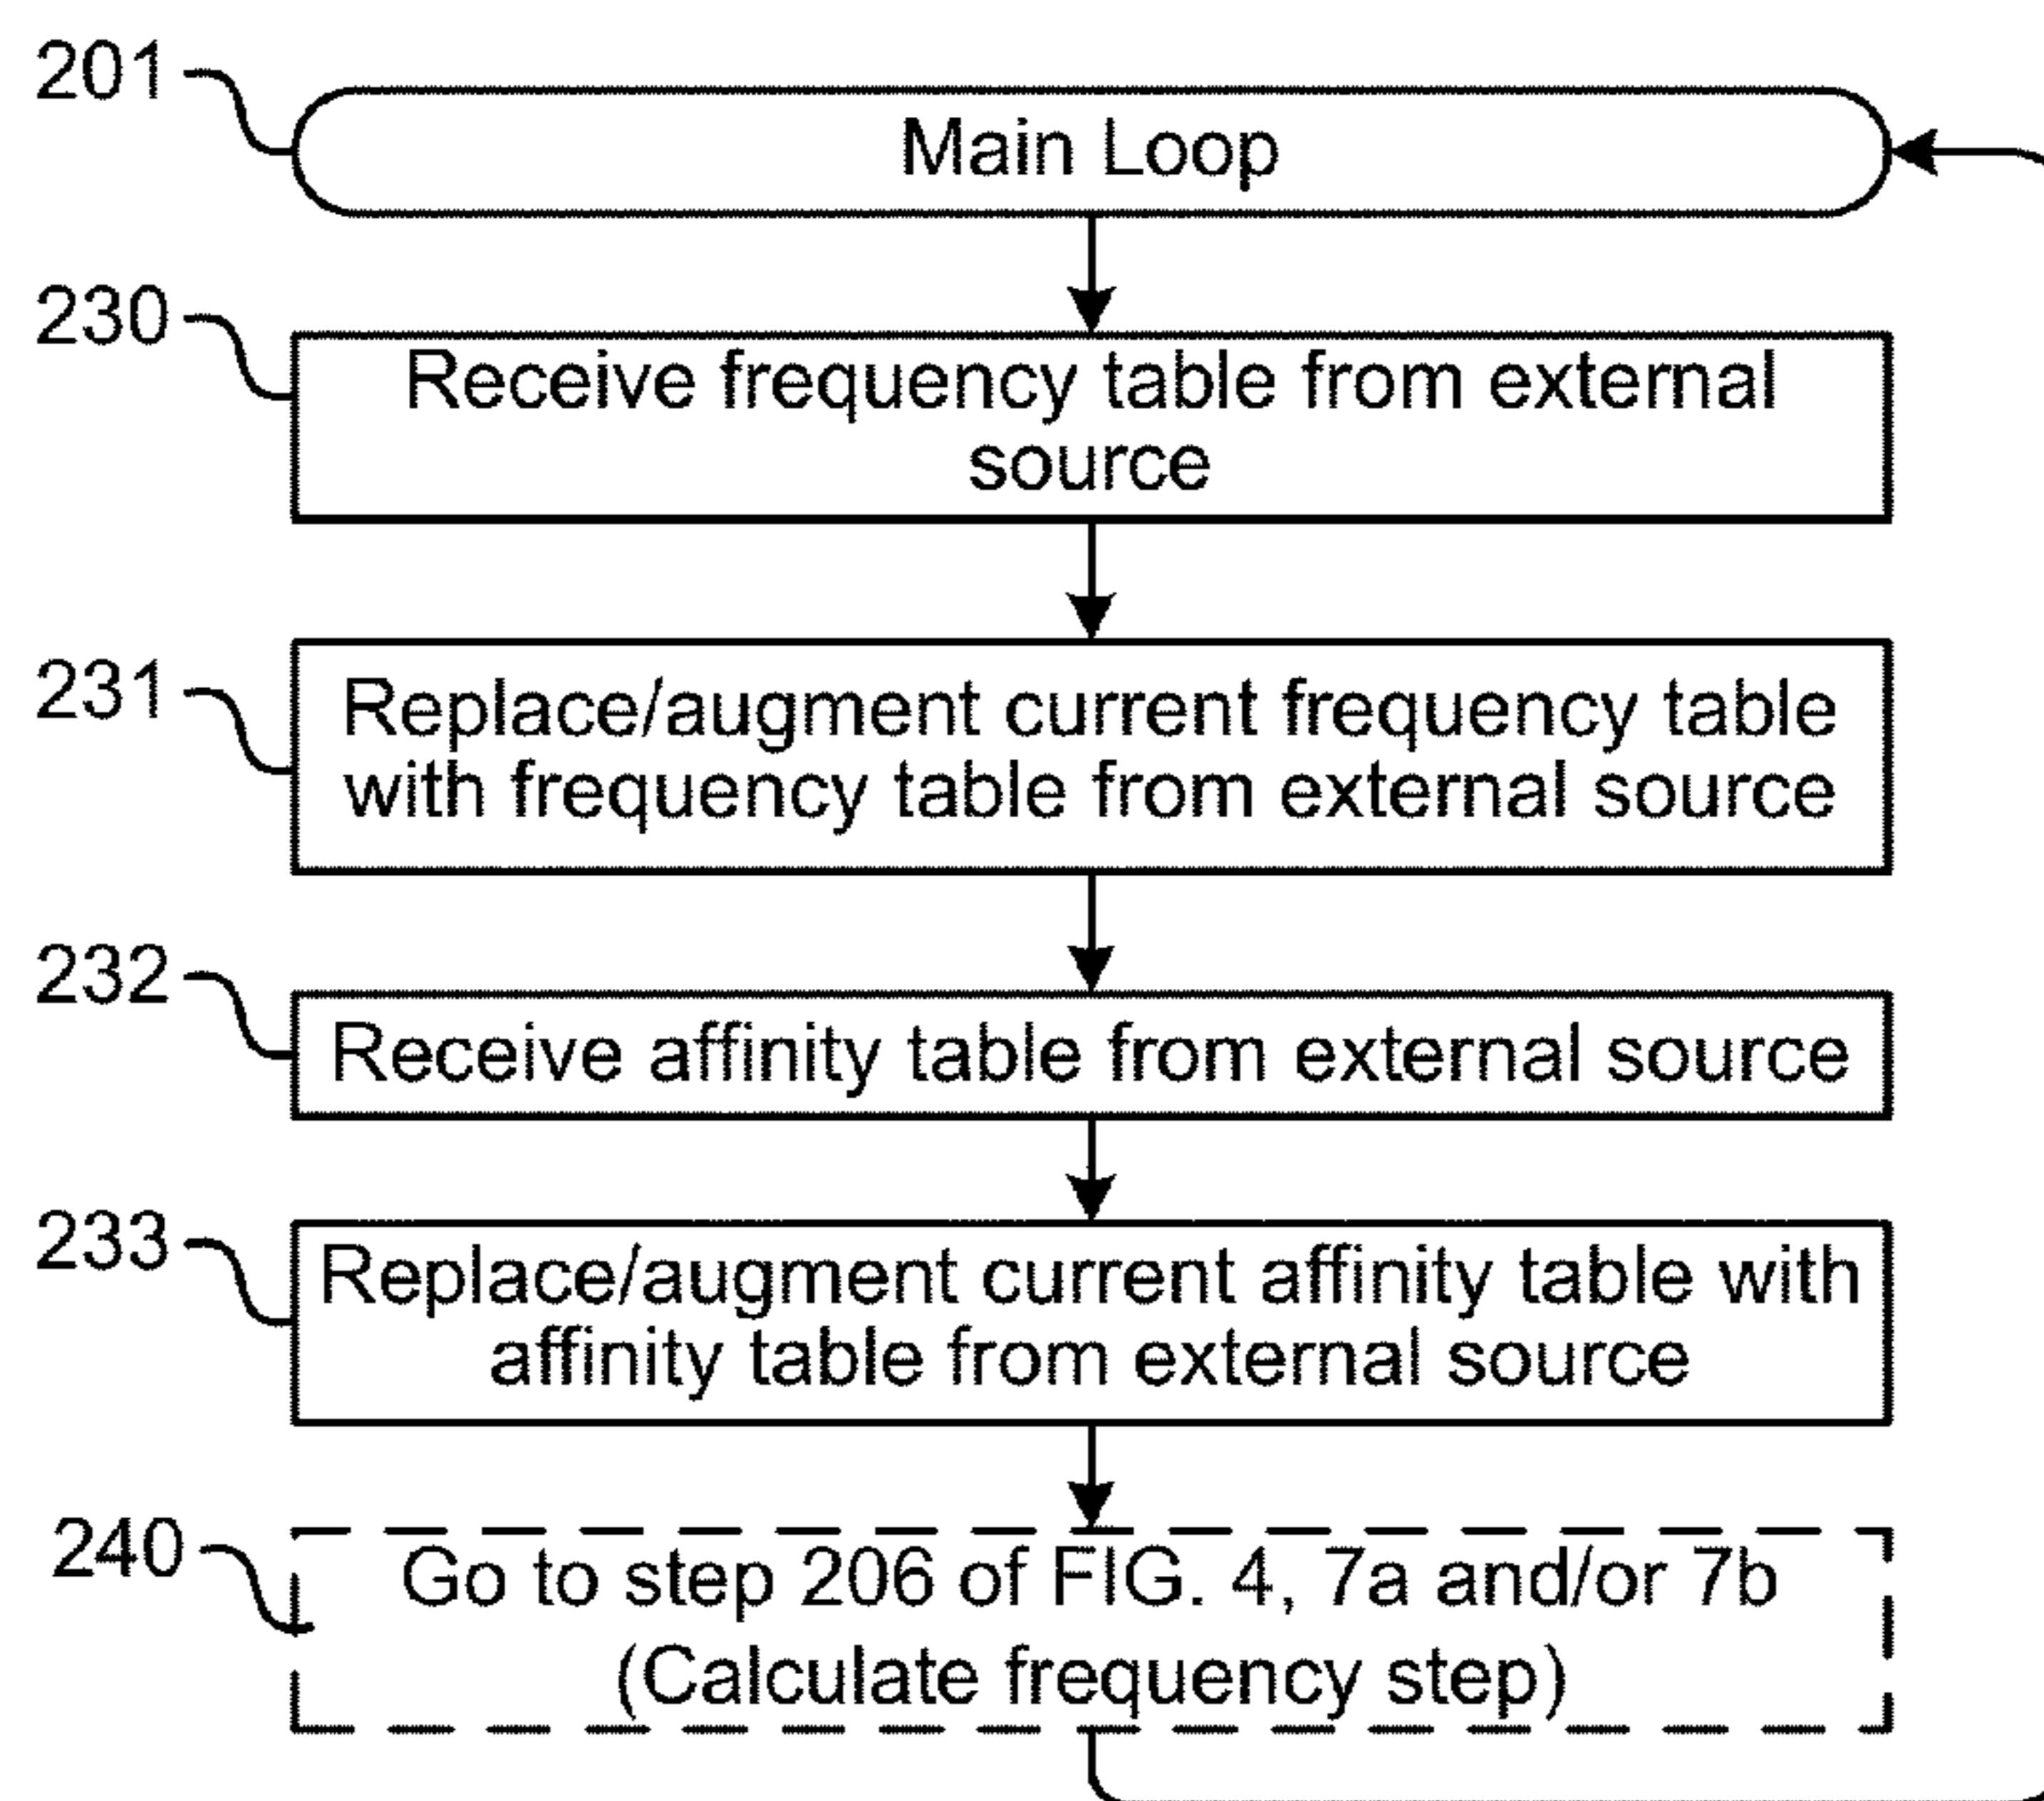 201
Main Loop
230
Receive frequency table from external
source
231
Replace/augment current frequency table
with frequency table from external source
232
Receive affinity table from external source
233
Replace/augment current affinity table with
affinity table from external source
240
Go to step 206 of FIG. 4, 7a and/or 7b
(Calculate frequency step)